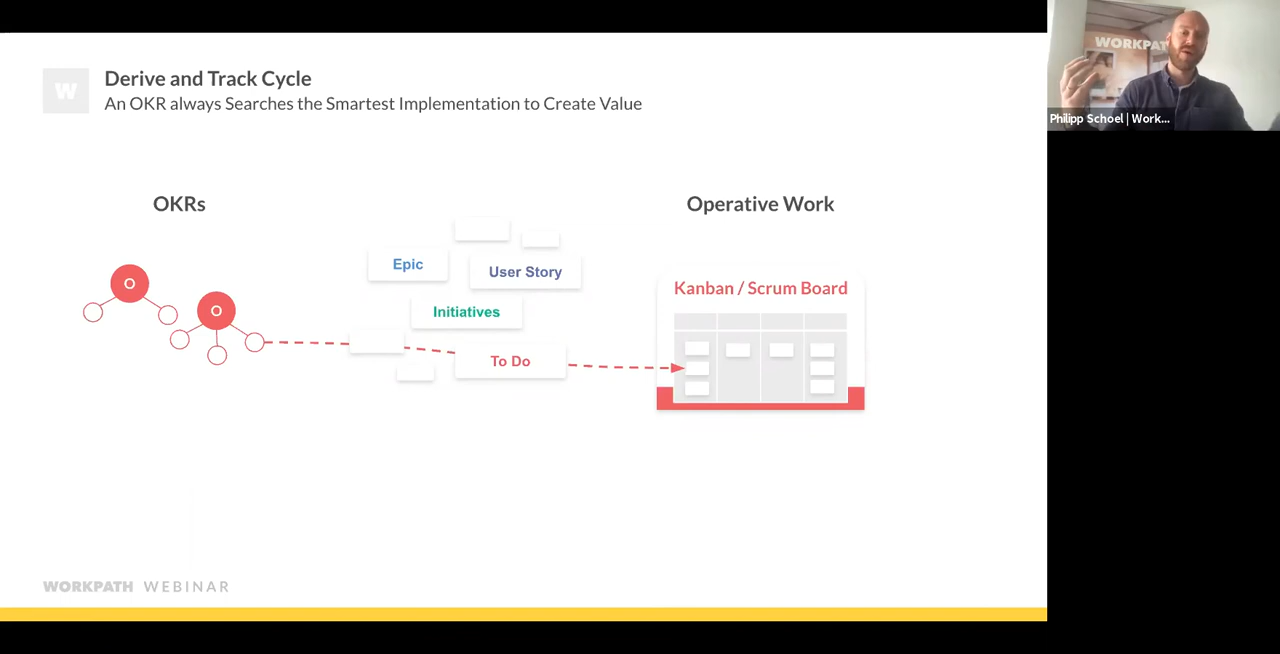 W
Derive and Track Cycle
An OKR always Searches the Smartest Implementation to Create Value
OKRs
Operative Work
O
O
Epic
User Story
Initiatives
To Do
Kanban / Scrum Board
WORKPATH WEBINAR
WORKPAT
Philipp Schoel | Work...